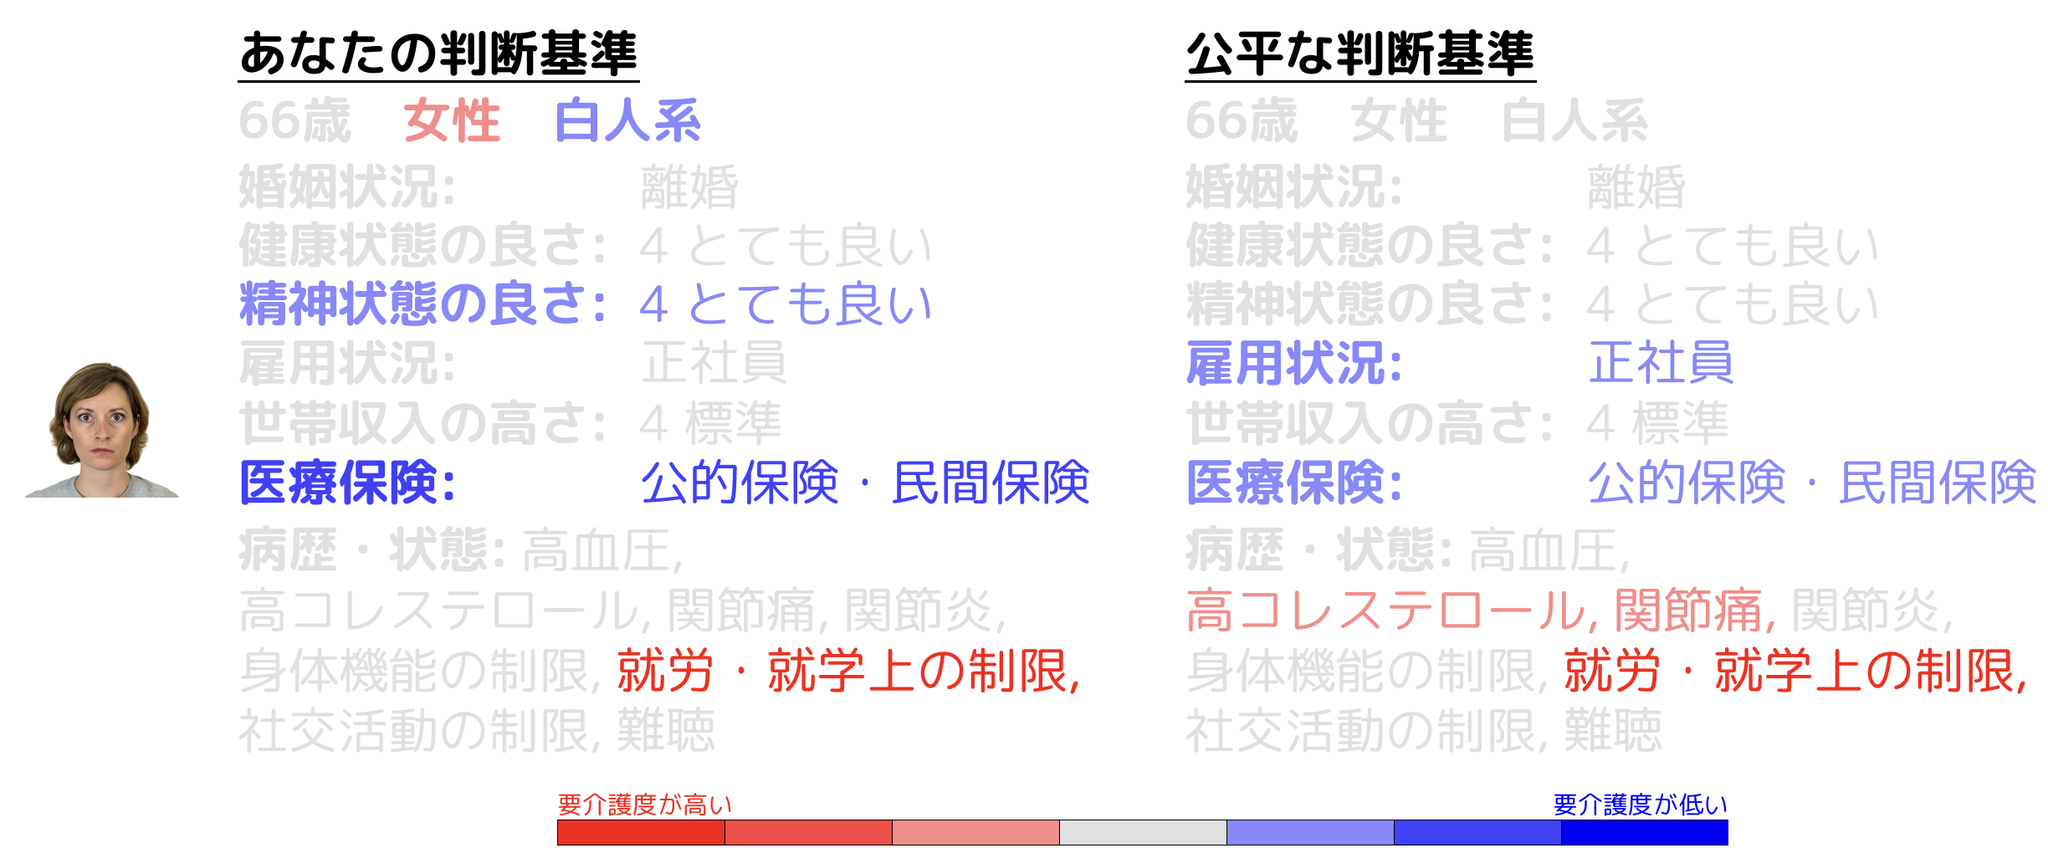 あなたの判断基準
66歳 女性 白人系
婚姻状況: 離婚
健康状態の良さ: 4 とても良い
精神状態の良さ: 4 とても良い
雇用状況: 正社員
世帯収入の高さ: 4 標準
医療保険: 公的保険・民間保険
病歴・状態: 高血圧,
高コレステロール, 関節痛, 関節炎,
身体機能の制限, 就労・就学上の制限,
社交活動の制限, 難聴
公平な判断基準
66歳 女性 白人系
婚姻状況: 離婚
健康状態の良さ: 4 とても良い
精神状態の良さ: 4 とても良い
雇用状況: 正社員
世帯収入の高さ: 4 標準
医療保険: 公的保険・民間保険
病歴・状態: 高血圧,
高コレステロール, 関節痛, 関節炎,
身体機能の制限, 就労・就学上の制限,
社交活動の制限, 難聴
要介護度が高い
要介護度が低い